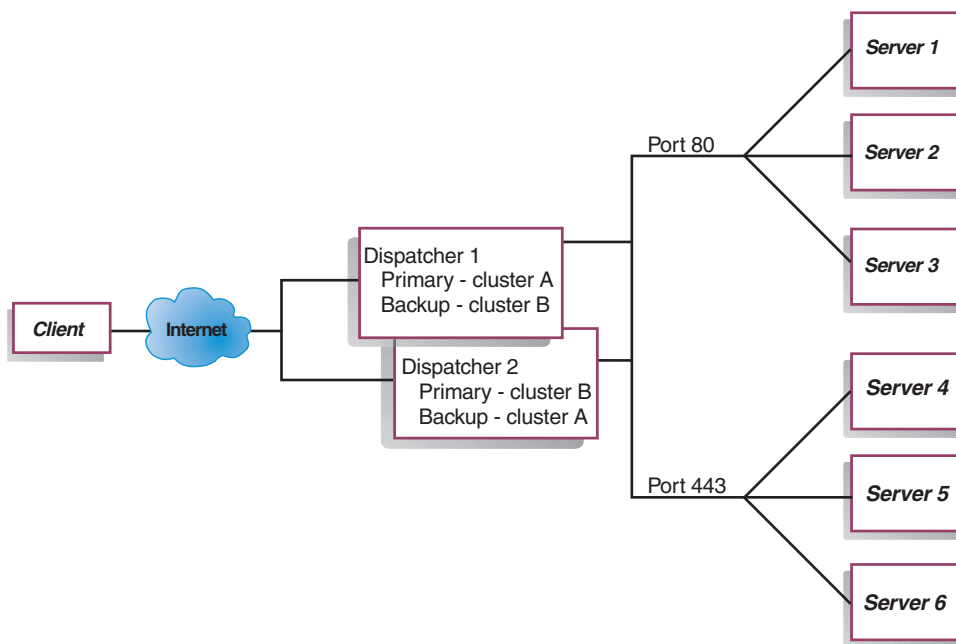 Client
Internet
Dispatcher 1
Primary - cluster A
Backup - cluster B
Dispatcher 2
Primary - cluster B
Backup - cluster A
Port 80
Server 1
Server 2
Server 3
Port 443
Server 4
Server 5
Server 6